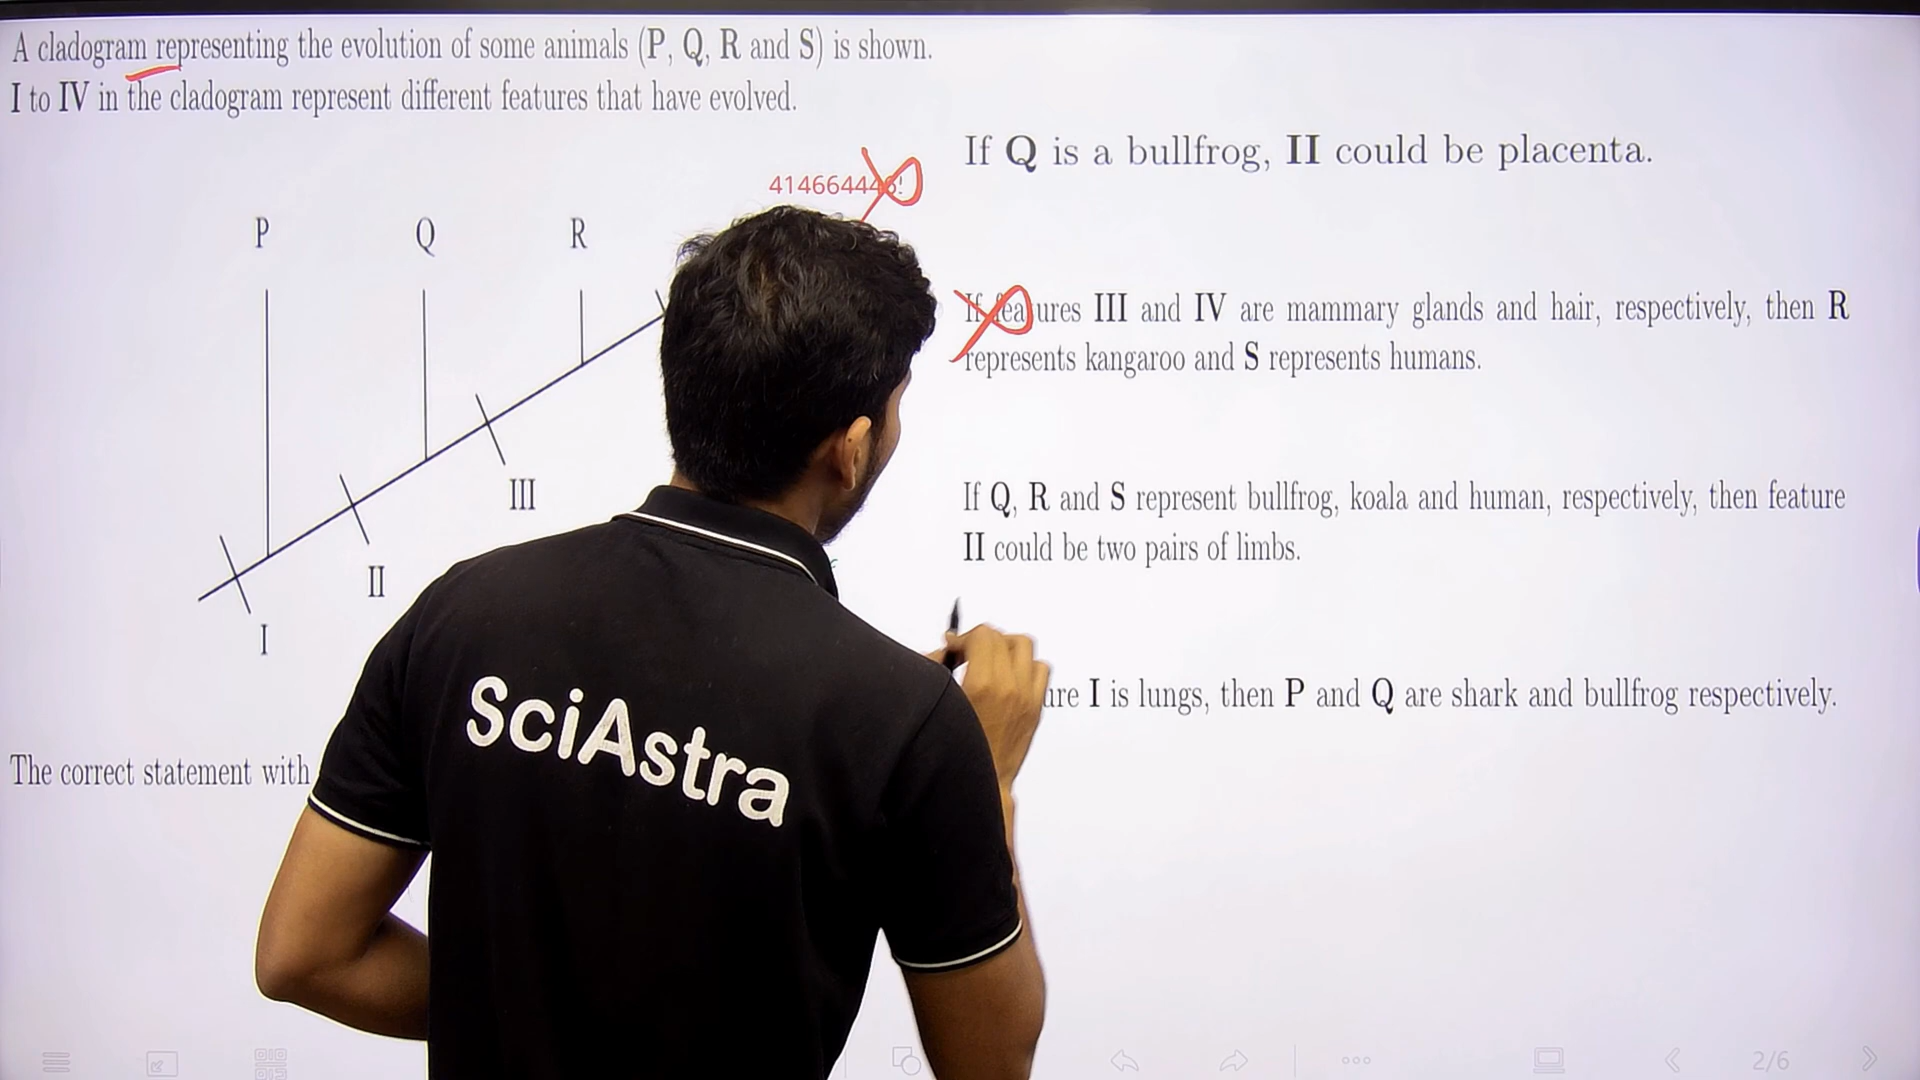 A cladogram representing the evolution of some animals (P, Q, R and S) is shown.
I to IV in the cladogram represent different features that have evolved.
P
Q
R
I
II
III
The correct statement with
If Q is a bullfrog, II could be placenta.
If features III and IV are mammary glands and hair, respectively, then R
represents kangaroo and S represents humans.
If Q, R and S represent bullfrog, koala and human, respectively, then feature
II could be two pairs of limbs.
I is lungs, then P and Q are shark and bullfrog respectively.
SciAstra
2/6